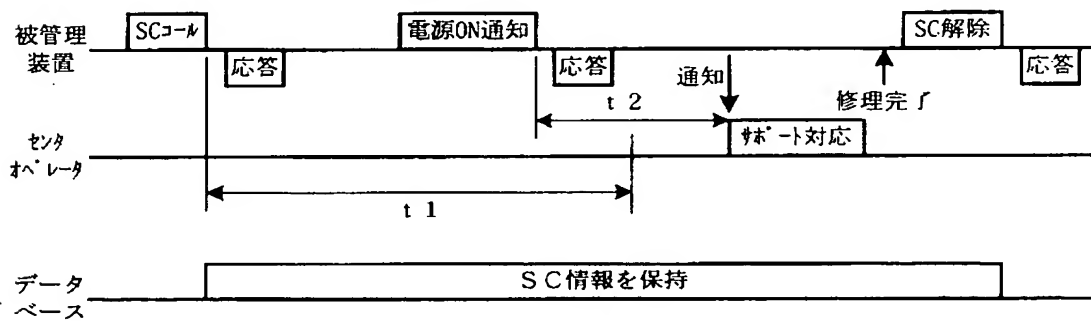 被管理
装置
SCコール
応答
電源ON通知
応答
通知
修理完了
SC解除
応答
t 2
センタ
オペレータ
サポート対応
t 1
データ
ベース
SC情報を保持